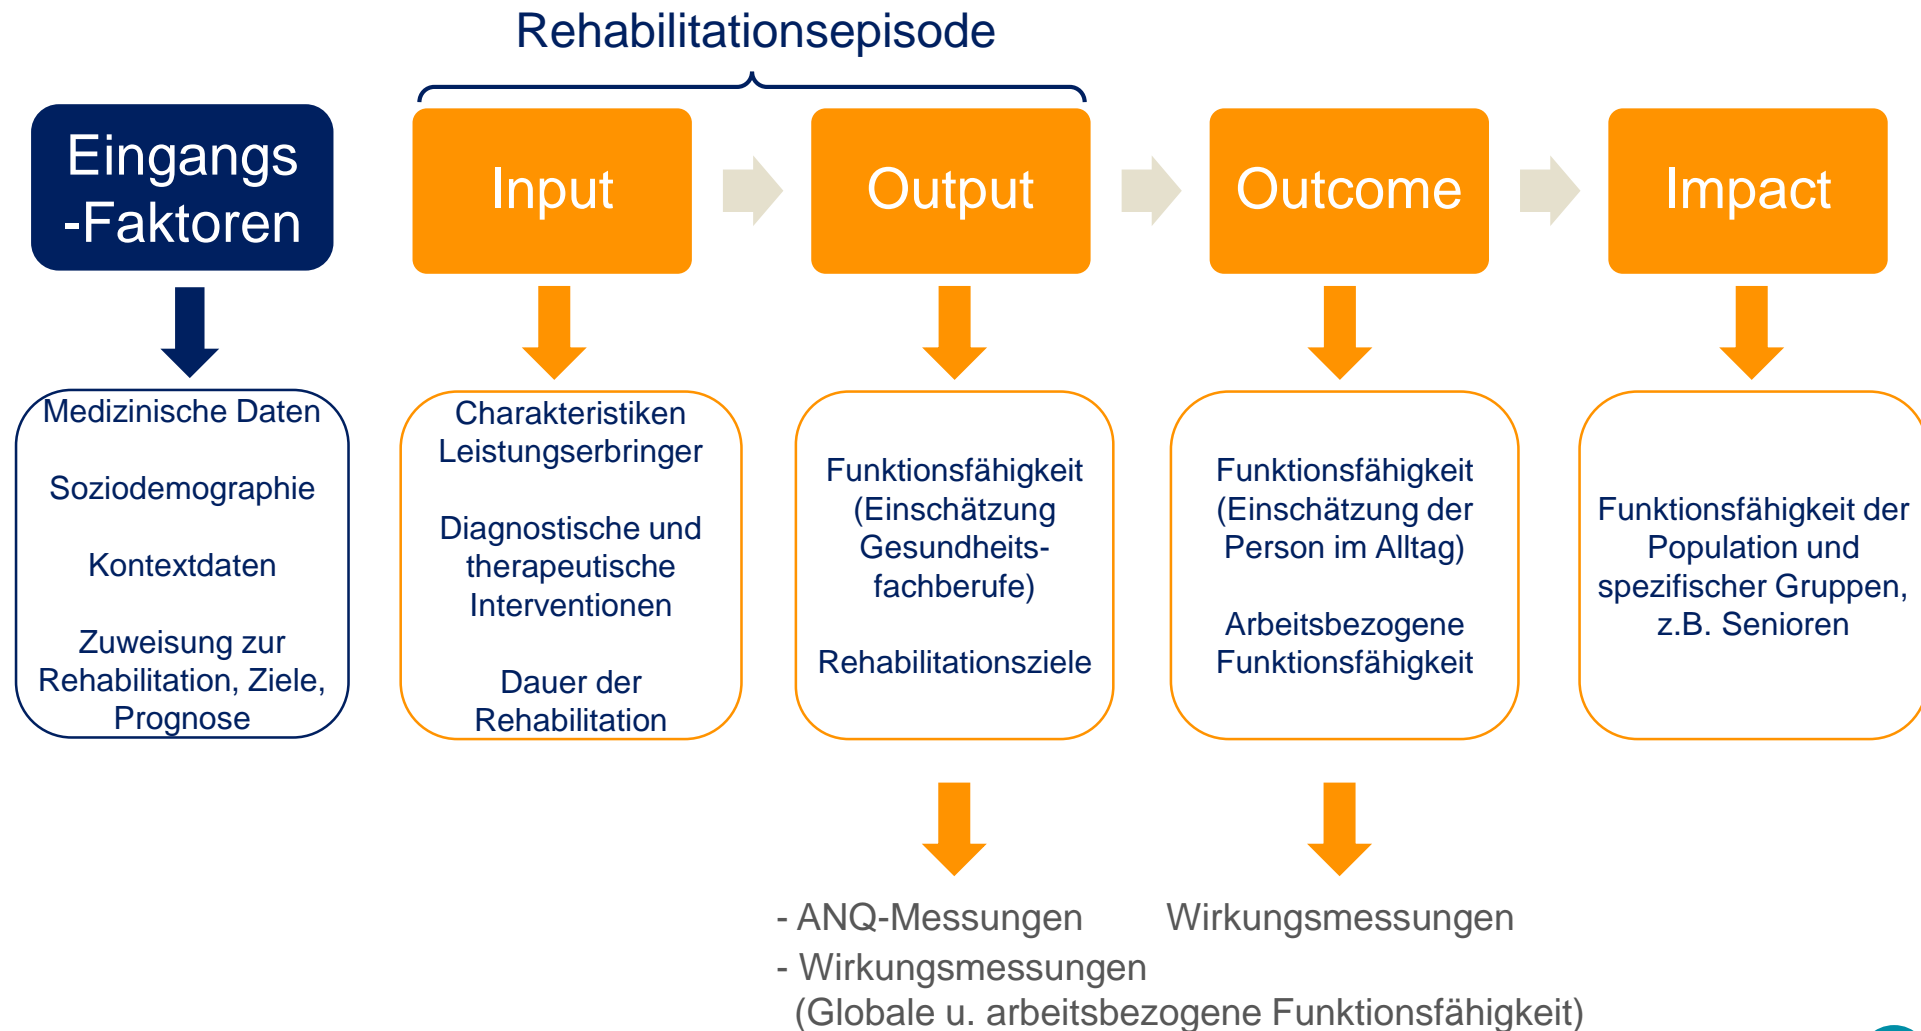 Rehabilitationsepisode
Eingangs
-Faktoren
Input
Output
Outcome
Impact
Medizinische Daten
Soziodemographie
Kontextdaten
Zuweisung zur
Rehabilitation, Ziele,
Prognose
Charakteristiken
Leistungserbringer
Diagnostische und
therapeutische
Interventionen
Dauer der
Rehabilitation
Funktionsfähigkeit
(Einschätzung
Gesundheits-
fachberufe)
Rehabilitationsziele
Funktionsfähigkeit
(Einschätzung der
Person im Alltag)
Arbeitsbezogene
Funktionsfähigkeit
Funktionsfähigkeit der
Population und
spezifischer Gruppen,
z.B. Senioren
- ANQ-Messungen
- Wirkungsmessungen
(Globale u. arbeitsbezogene Funktionsfähigkeit)
Wirkungsmessungen